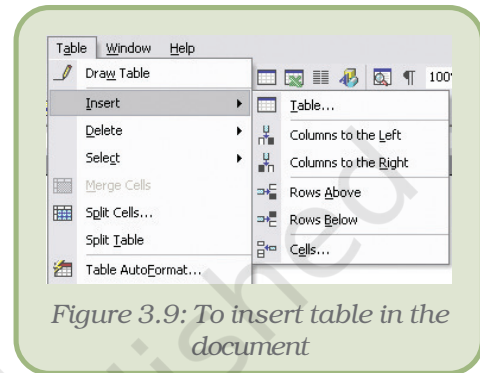 Table Window Help
Draw Table
100%
Insert
Table...
Delete
Columns to the Left
Select
Columns to the Right
Merge Cells
Rows Above
Split Cells...
Rows Below
Split Table
Cells...
Table AutoFormat...
Figure 3.9: To insert table in the
document